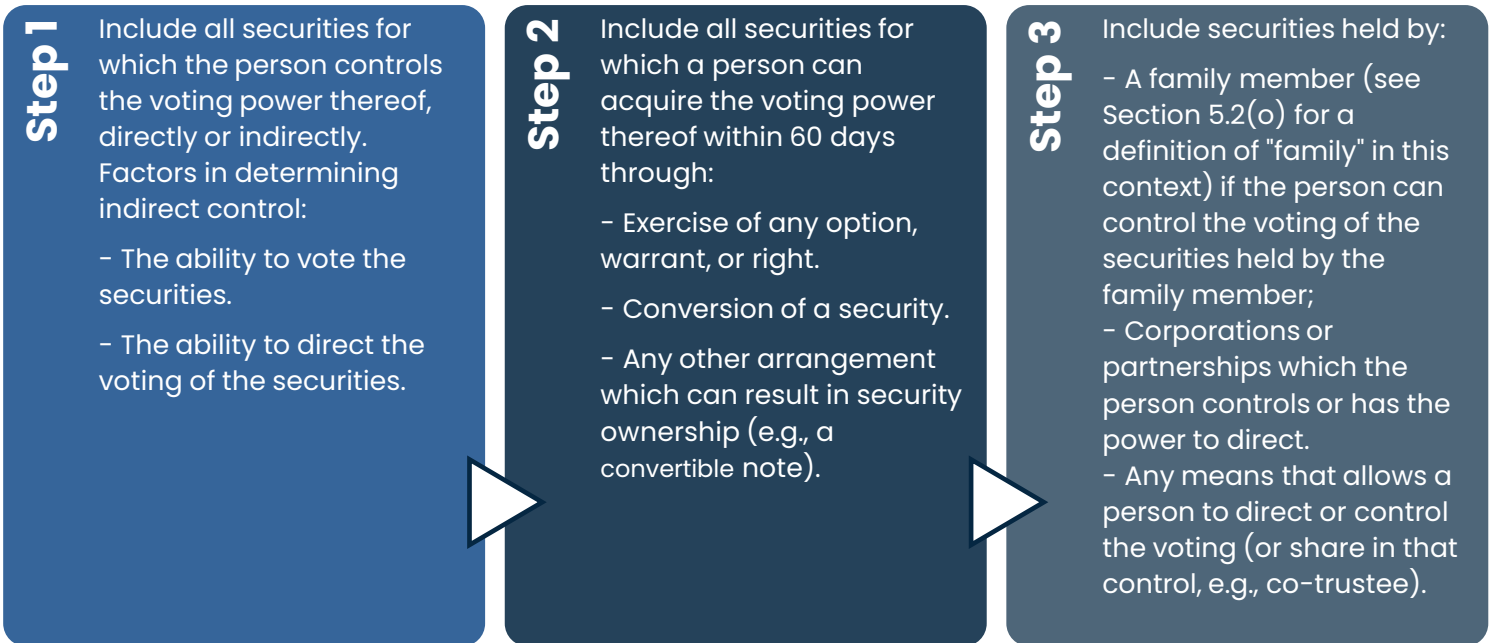 Step 1
Include all securities for
which the person controls
the voting power thereof,
directly or indirectly.
Factors in determining
indirect control:
- The ability to vote the
securities.
- The ability to direct the
voting of the securities.
Step 2
Include all securities for
which a person can
acquire the voting power
thereof within 60 days
through:
- Exercise of any option,
warrant, or right.
- Conversion of a security.
- Any other arrangement
which can result in security
ownership (e.g., a
convertible note).
Step 3
Include securities held by:
- A family member (see
Section 5.2(o) for a
definition of "family" in this
context) if the person can
control the voting of the
securities held by the
family member;
- Corporations or
partnerships which the
person controls or has the
power to direct.
- Any means that allows a
person to direct or control
the voting (or share in that
control, e.g., co-trustee).